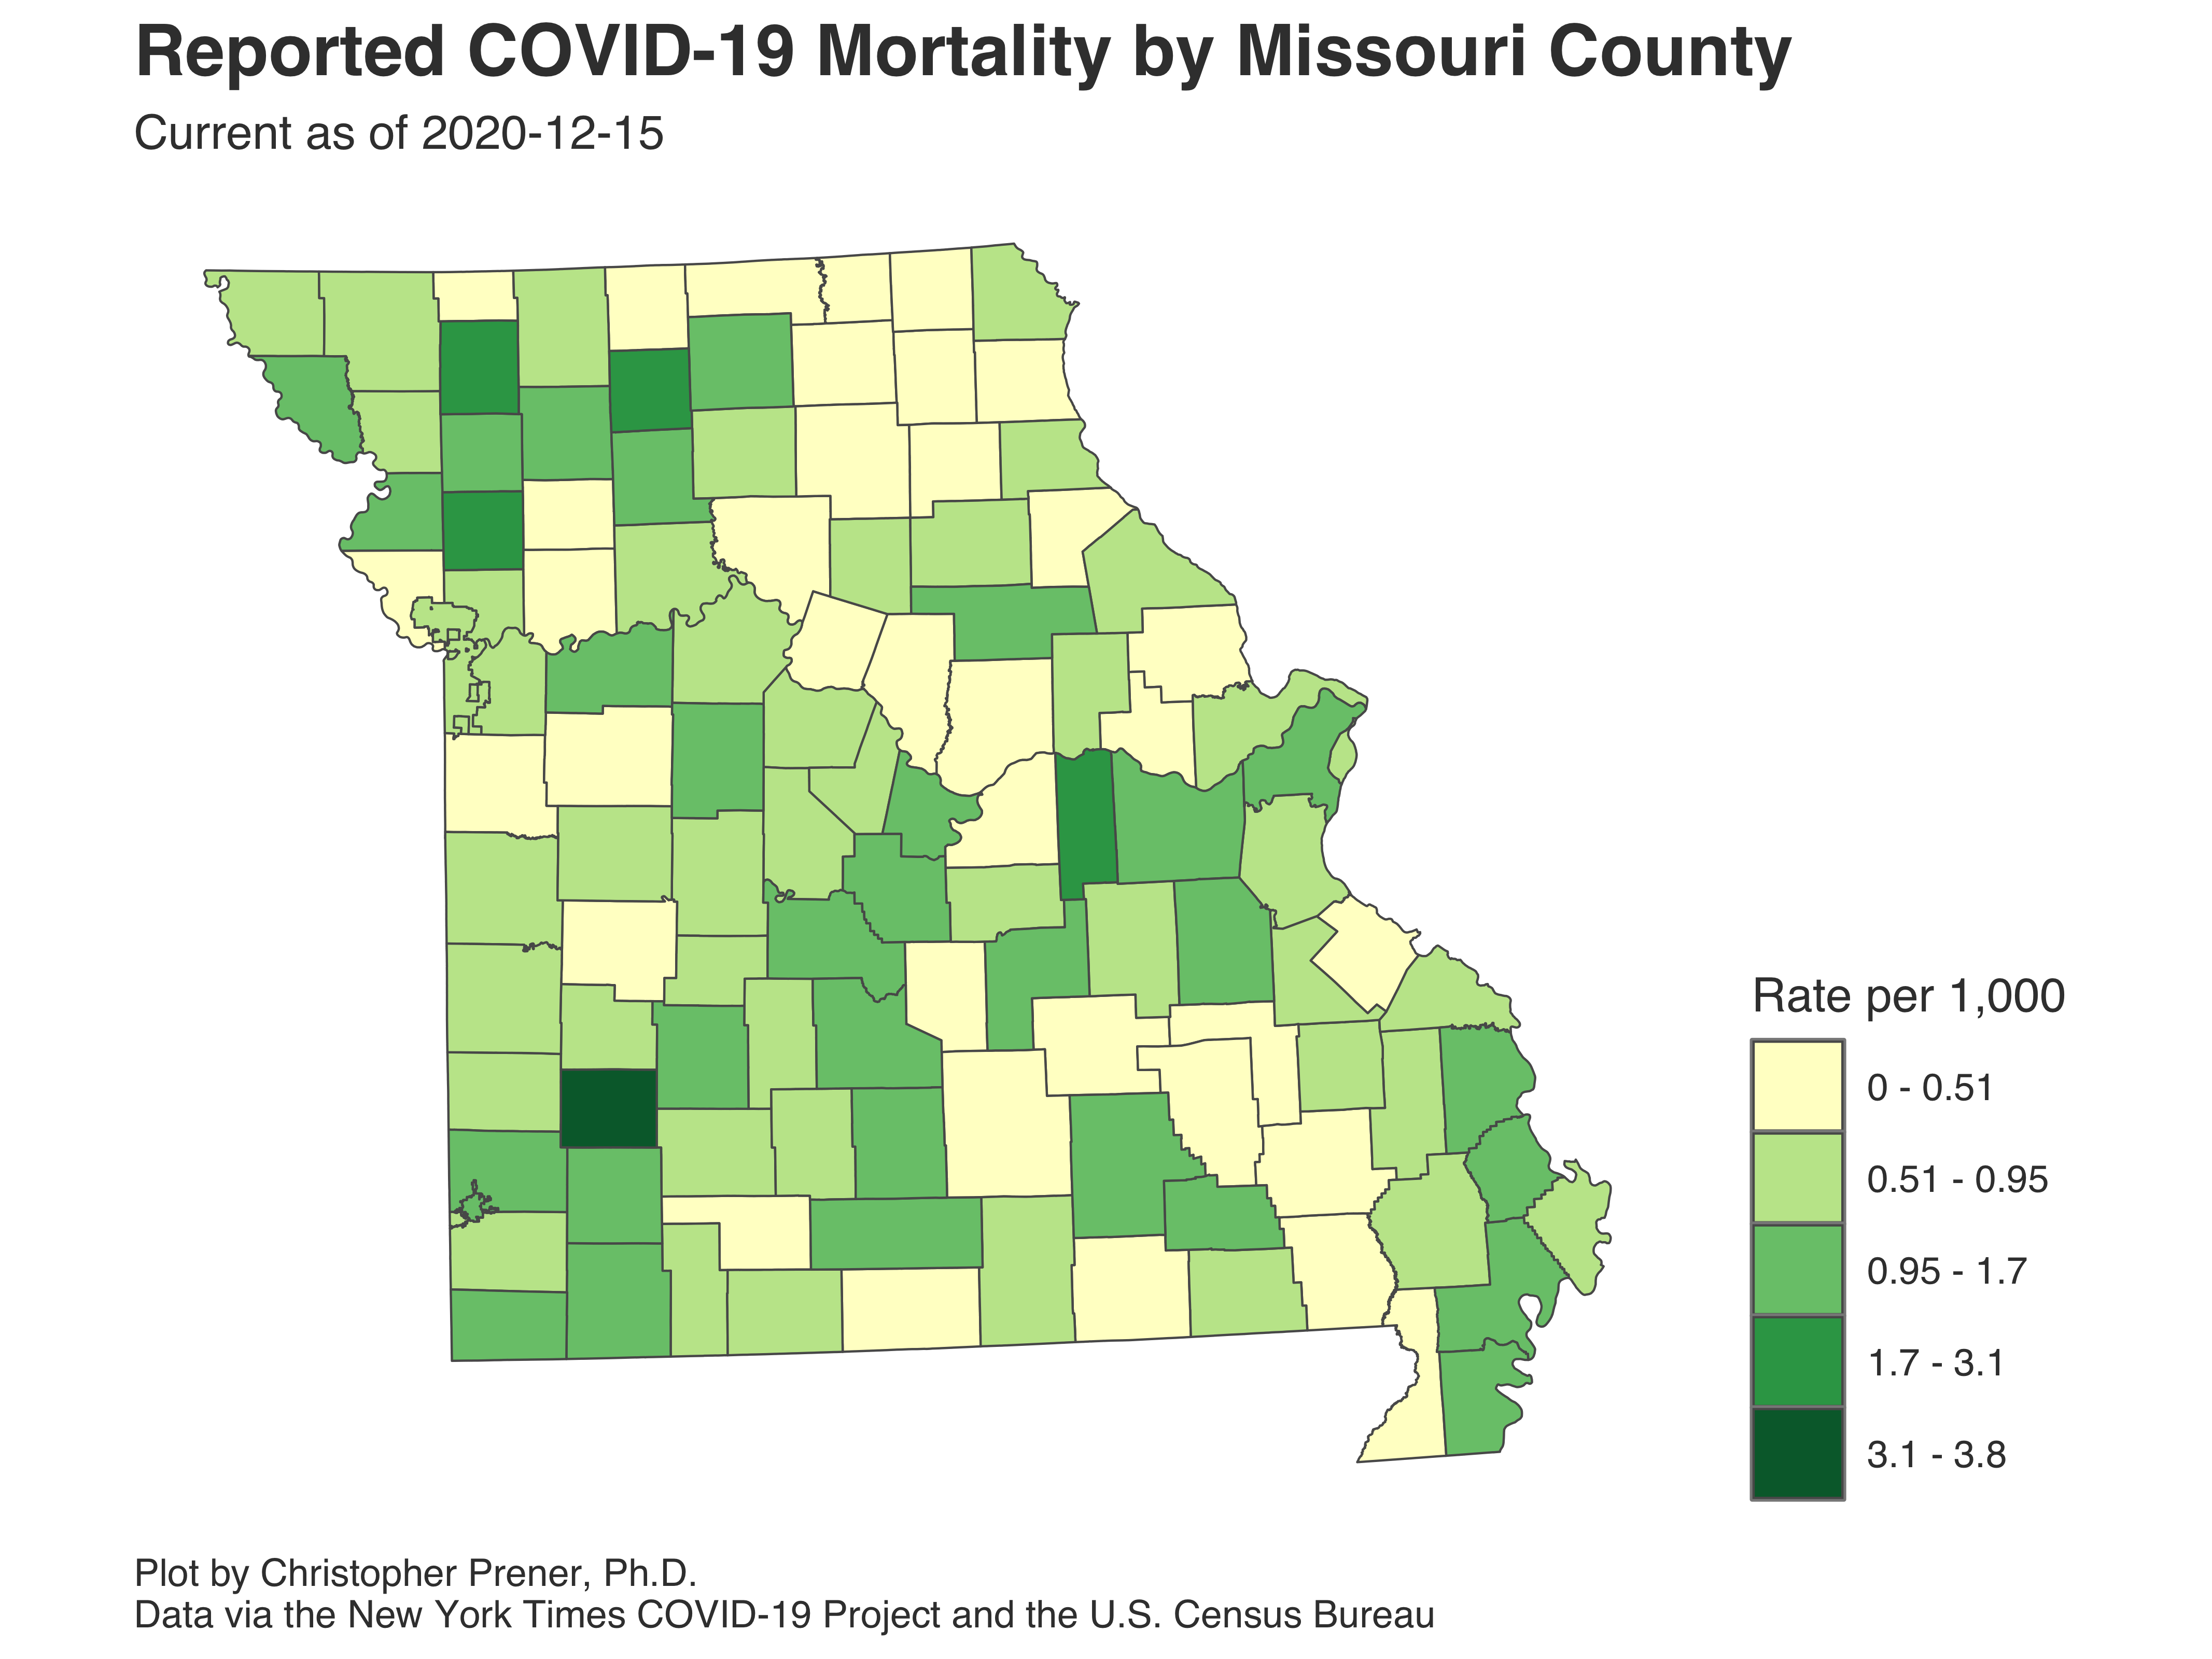 Reported COVID-19 Mortality by Missouri County
Current as of 2020-12-15
Rate per 1,000
0 - 0.51
0.51 - 0.95
0.95 - 1.7
1.7 - 3.1
3.1 - 3.8
Plot by Christopher Prener, Ph.D.
Data via the New York Times COVID-19 Project and the U.S. Census Bureau